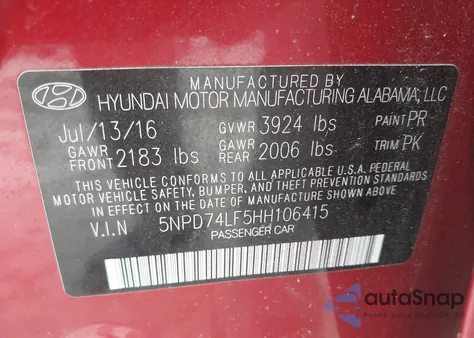 MANUFACTURED BY
HYUNDAI MOTOR MANUFACTURING ALABAMA, LLC
Jul/13/16 GVWR 3924 lbs PAINT PR
GAWR FRONT 2183 lbs GAWR REAR 2006 lbs TRIM PK
THIS VEHICLE CONFORMS TO ALL APPLICABLE U.S.A. FEDERAL
MOTOR VEHICLE SAFETY, BUMPER, AND THEFT PREVENTION
STANDARDS IN EFFECT ON THE DATE OF
MANUFACTURE SHOWN ABOVE.
V.I.N 5NPD74LF5HH106415
PASSENGER CAR
autoSnap